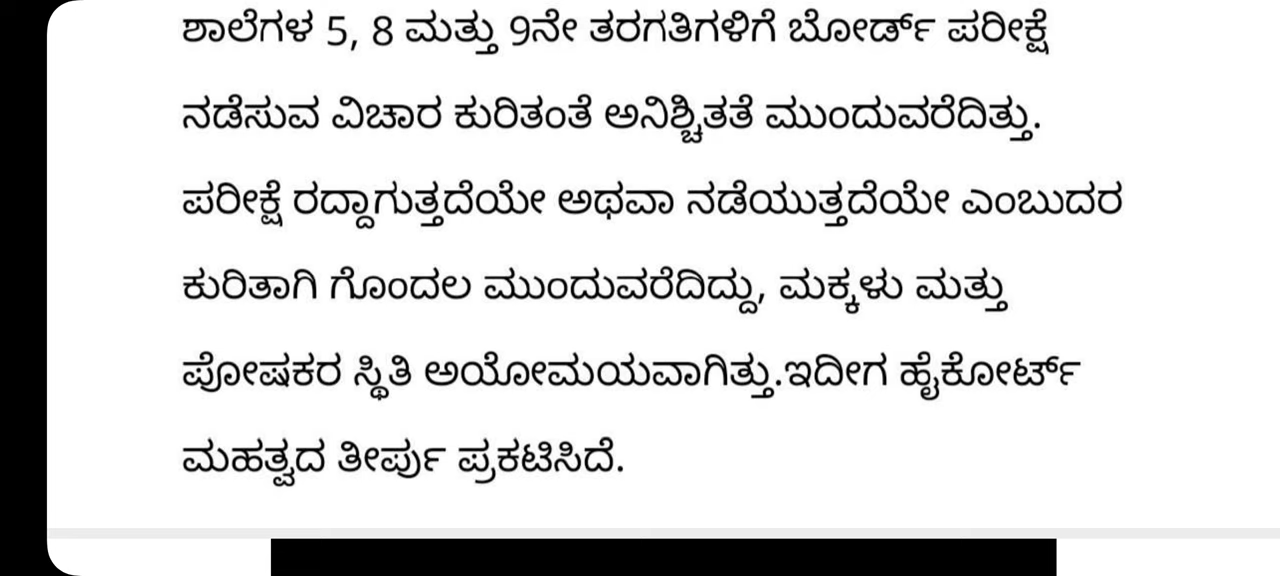 ಶಾಲೆಗಳ 5, 8 ಮತ್ತು 9ನೇ ತರಗತಿಗಳಿಗೆ ಬೋರ್ಡ್ ಪರೀಕ್ಷೆ
ನಡೆಸುವ ವಿಚಾರ ಕುರಿತಂತೆ ಅನಿಶ್ಚಿತತೆ ಮುಂದುವರೆದಿತ್ತು.
ಪರೀಕ್ಷೆ ರದ್ದಾಗುತ್ತದೆಯೇ ಅಥವಾ ನಡೆಯುತ್ತದೆಯೇ ಎಂಬುದರ
ಕುರಿತಾಗಿ ಗೊಂದಲ ಮುಂದುವರೆದಿದ್ದು, ಮಕ್ಕಳು ಮತ್ತು
ಪೋಷಕರ ಸ್ಥಿತಿ ಅಯೋಮಯವಾಗಿತ್ತು.ಇದೀಗ ಹೈಕೋರ್ಟ್
ಮಹತ್ವದ ತೀರ್ಪು ಪ್ರಕಟಿಸಿದೆ.